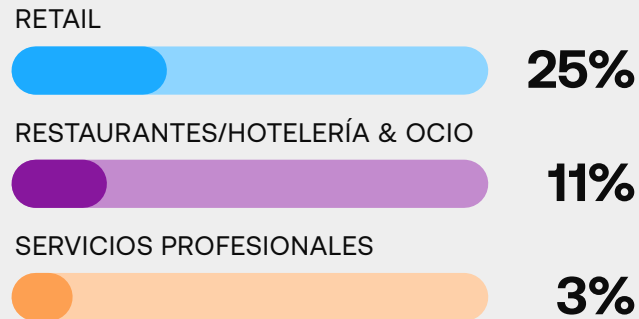 RETAIL
25%
RESTAURANTES/HOTELERÍA & OCIO
11%
SERVICIOS PROFESIONALES
3%